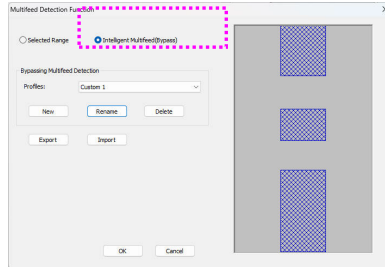 Multifeed Detection Function
Selected Range
Intelligent Multifeed(Bypass)
Bypassing Multifeed Detection
Profiles:
Custom 1
New
Rename
Delete
Export
Import
OK
Cancel